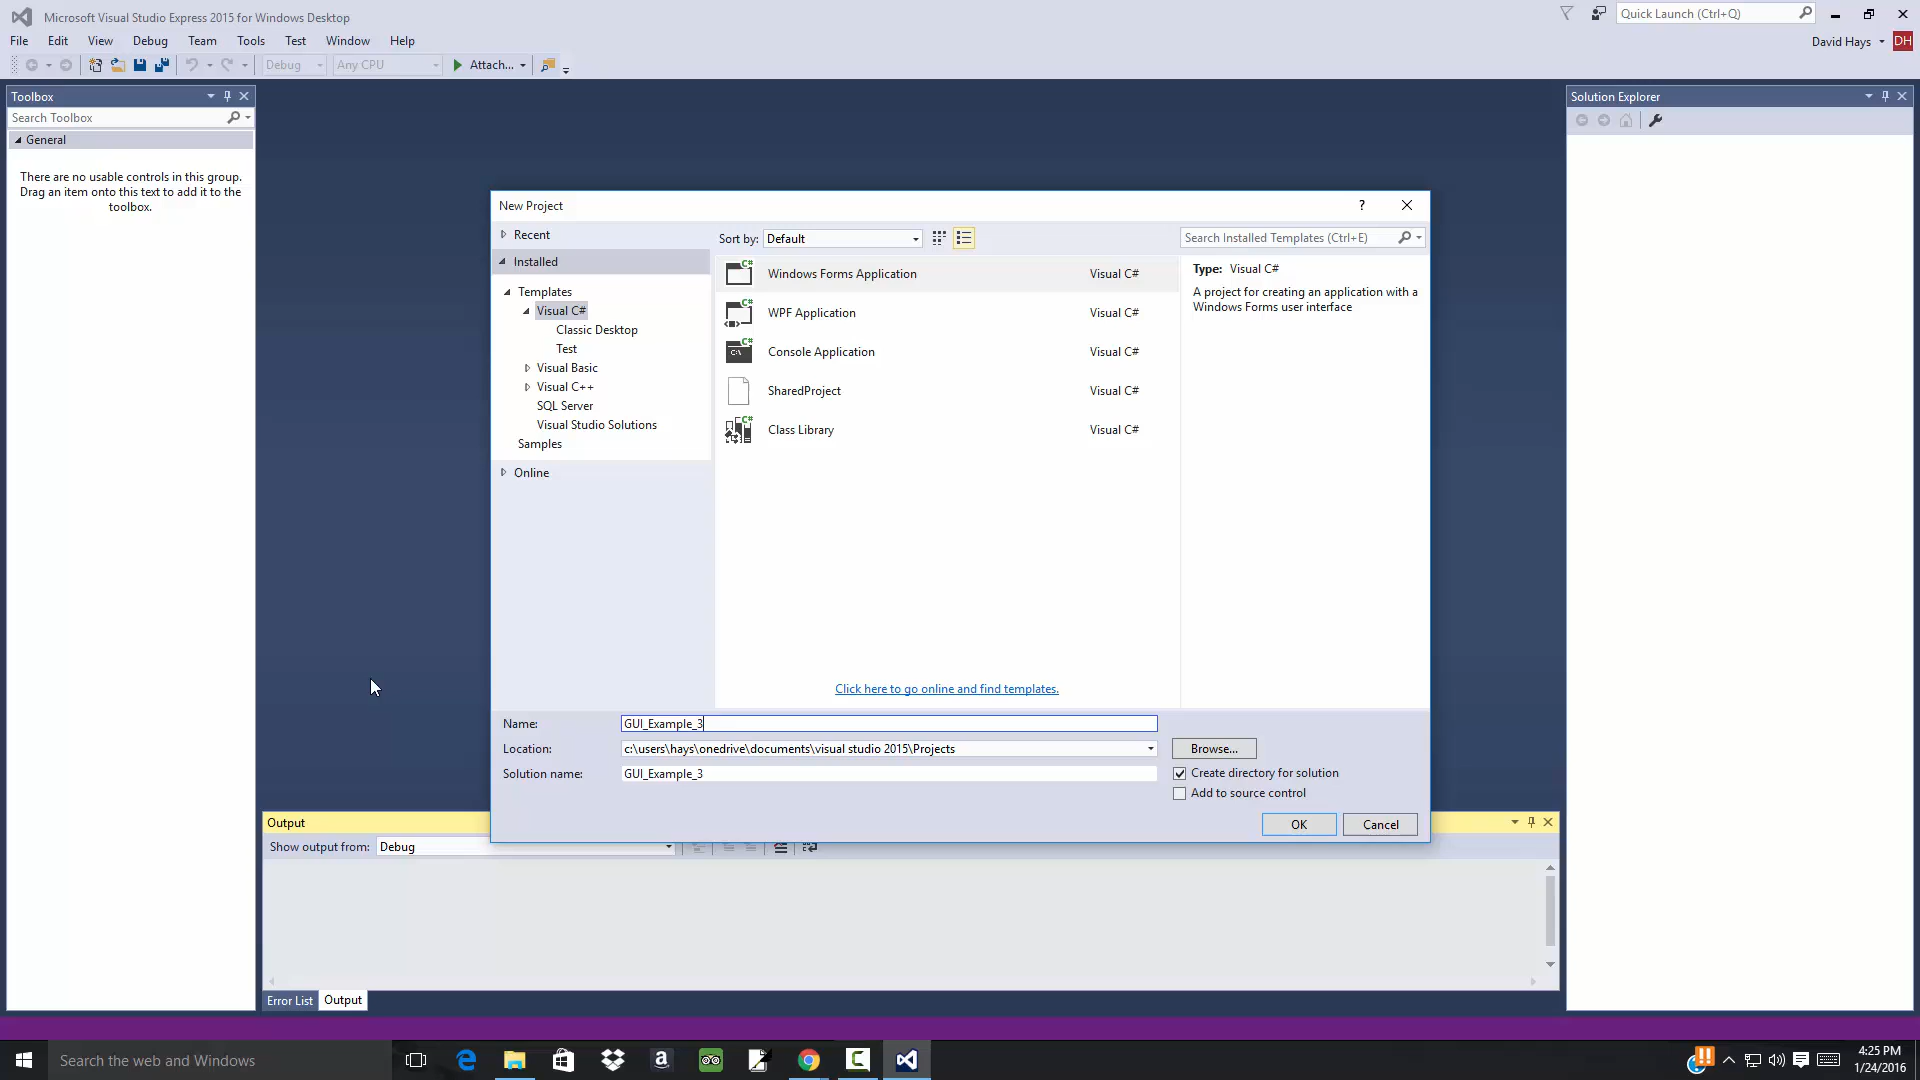 Microsoft Visual Studio Express 2015 for Windows Desktop
Quick Launch (Ctrl+Q)
File Edit View Debug Team Tools Test Window Help
David Hays DH
Debug Any CPU Attach...
Toolbox
Search Toolbox
General
There are no usable controls in this group.
Drag an item onto this text to add it to the
toolbox.
Solution Explorer
New Project
?
Recent
Installed
Templates
Visual C#
Classic Desktop
Test
Visual Basic
Visual C++
SQL Server
Visual Studio Solutions
Samples
Online
Sort by: Default
Search Installed Templates (Ctrl+E)
Windows Forms Application Visual C#
WPF Application Visual C#
Console Application Visual C#
SharedProject Visual C#
Class Library Visual C#
Type: Visual C#
A project for creating an application with a
Windows Forms user interface
Click here to go online and find templates.
Name: GUI_Example_3
Location: c:\users\hays\onedrive\documents\visual studio 2015\Projects
Browse...
Solution name: GUI_Example_3
Create directory for solution
Add to source control
OK Cancel
Output
Show output from: Debug
Error List Output
Search the web and Windows
4:25 PM
1/24/2016